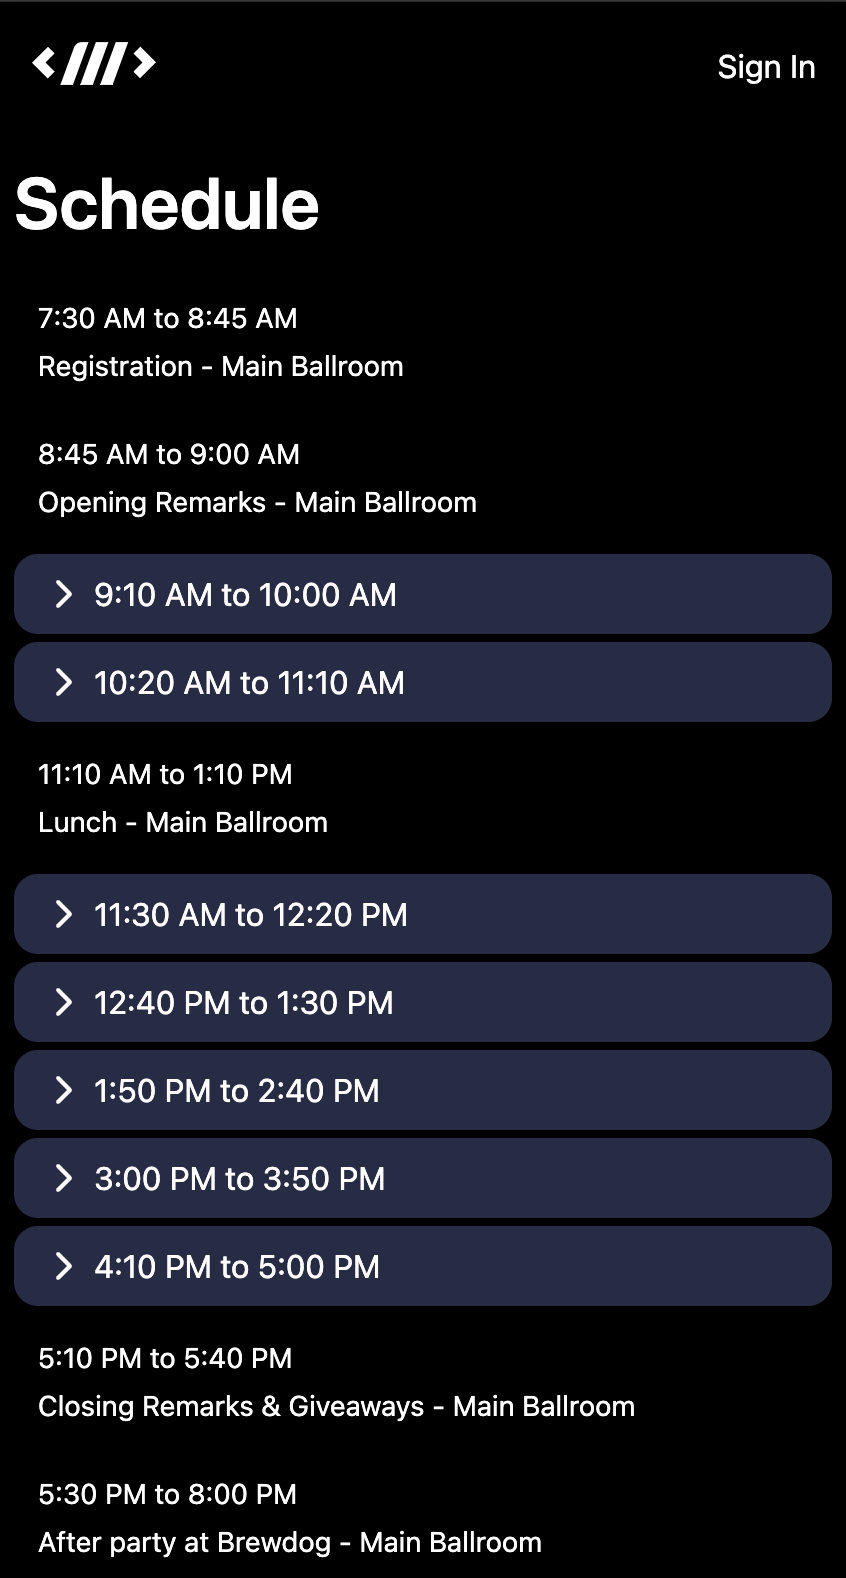 Sign In
Schedule
7:30 AM to 8:45 AM
Registration - Main Ballroom
8:45 AM to 9:00 AM
Opening Remarks - Main Ballroom
9:10 AM to 10:00 AM
10:20 AM to 11:10 AM
11:10 AM to 1:10 PM
Lunch - Main Ballroom
11:30 AM to 12:20 PM
12:40 PM to 1:30 PM
1:50 PM to 2:40 PM
3:00 PM to 3:50 PM
4:10 PM to 5:00 PM
5:10 PM to 5:40 PM
Closing Remarks & Giveaways - Main Ballroom
5:30 PM to 8:00 PM
After party at Brewdog - Main Ballroom